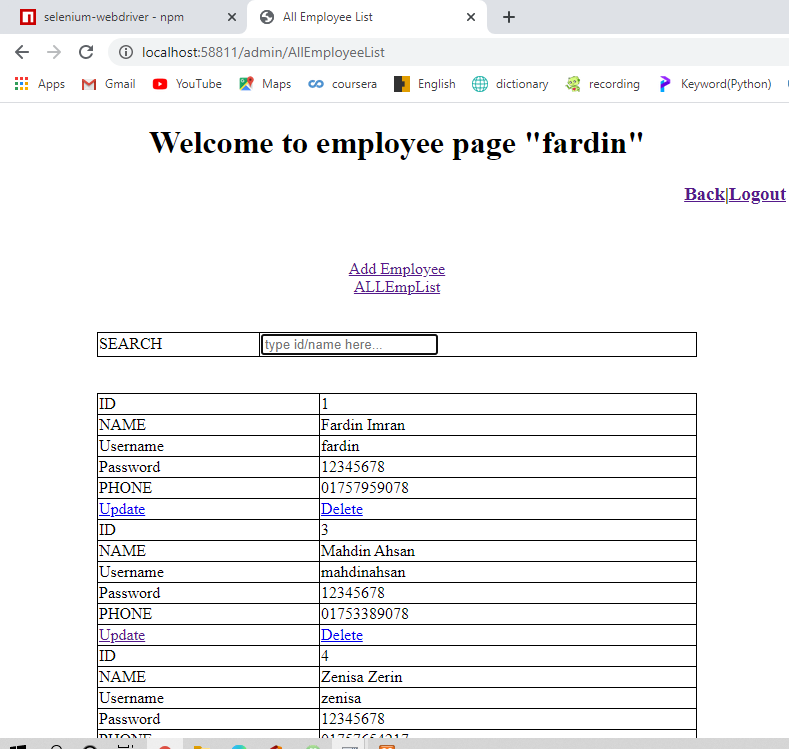 selenium-webdriver - npm
All Employee List
localhost:58811/admin/AllEmployeeList
Apps Gmail YouTube Maps coursera English dictionary recording Keyword(Python)
Welcome to employee page "fardin"
Back|Logout
Add Employee
ALLEmpList
SEARCH type id/name here...
ID 1
NAME Fardin Imran
Username fardin
Password 12345678
PHONE 01757959078
Update Delete
ID 3
NAME Mahdin Ahsan
Username mahdinahsan
Password 12345678
PHONE 01753389078
Update Delete
ID 4
NAME Zenisa Zerin
Username zenisa
Password 12345678
PHONE 01757654217